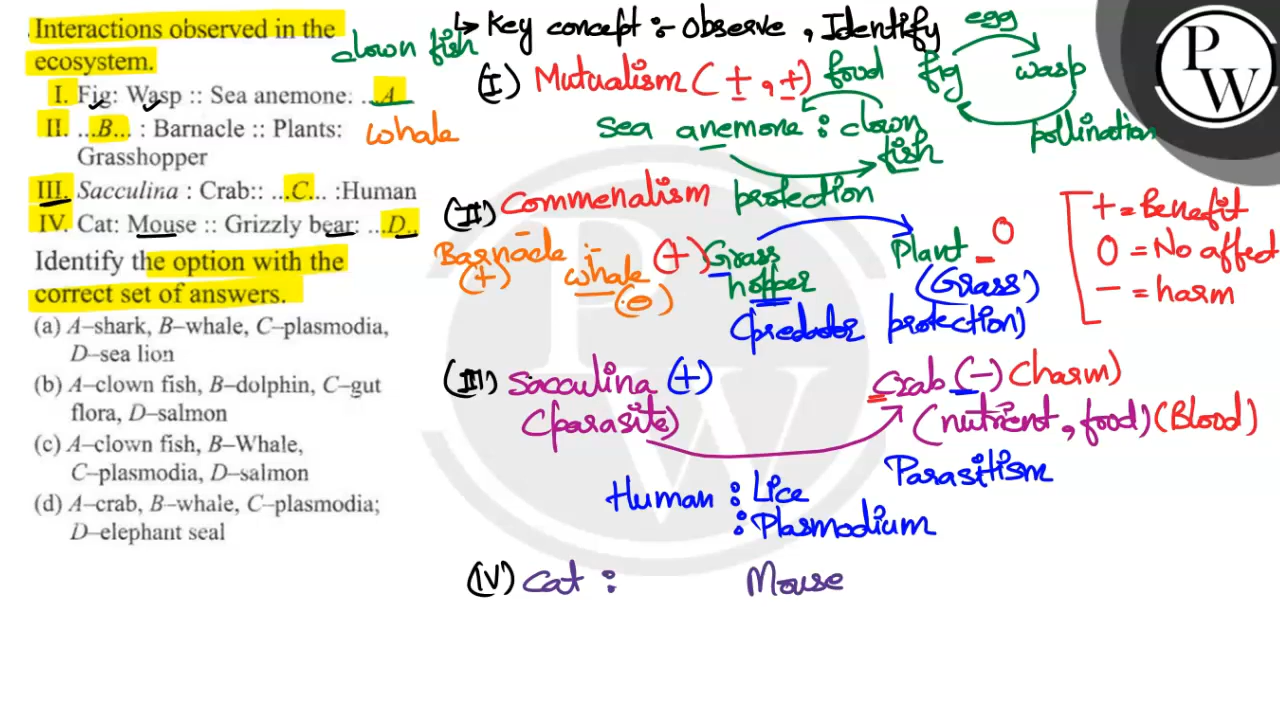 Interactions observed in the
ecosystem.
I. Fig: Wasp :: Sea anemone: ...A
II. ...B... : Barnacle :: Plants:
Grasshopper
III. Sacculina : Crab:: ...C... :Human
IV. Cat: Mouse :: Grizzly bear: ...D..
Identify the option with the
correct set of answers.
(a) A–shark, B–whale, C–plasmodia,
D–sea lion
(b) A–clown fish, B–dolphin, C–gut
flora, D–salmon
(c) A–clown fish, B–Whale,
C–plasmodia, D–salmon
(d) A–crab, B–whale, C–plasmodia;
D–elephant seal
clown fish
whale
Key concept :- Observe , Identify
(I) Mutualism (+ , +)
food
egg
fig wasp
pollination
sea anemone : clown
fish
protection
(II) Commenalism
Barnacle :- whale
(+) (0)
(+) Grass
hopper
Plant - 0
(Grass)
(predator protection)
+ = Benefit
0 = No affect
- = harm
(III) Sacculina (+) Crab (-) (harm)
(parasite) (nutrient, food) (Blood)
Parasitism
Human : Lice
: Plasmodium
(IV) Cat : Mouse
P
W
P
W